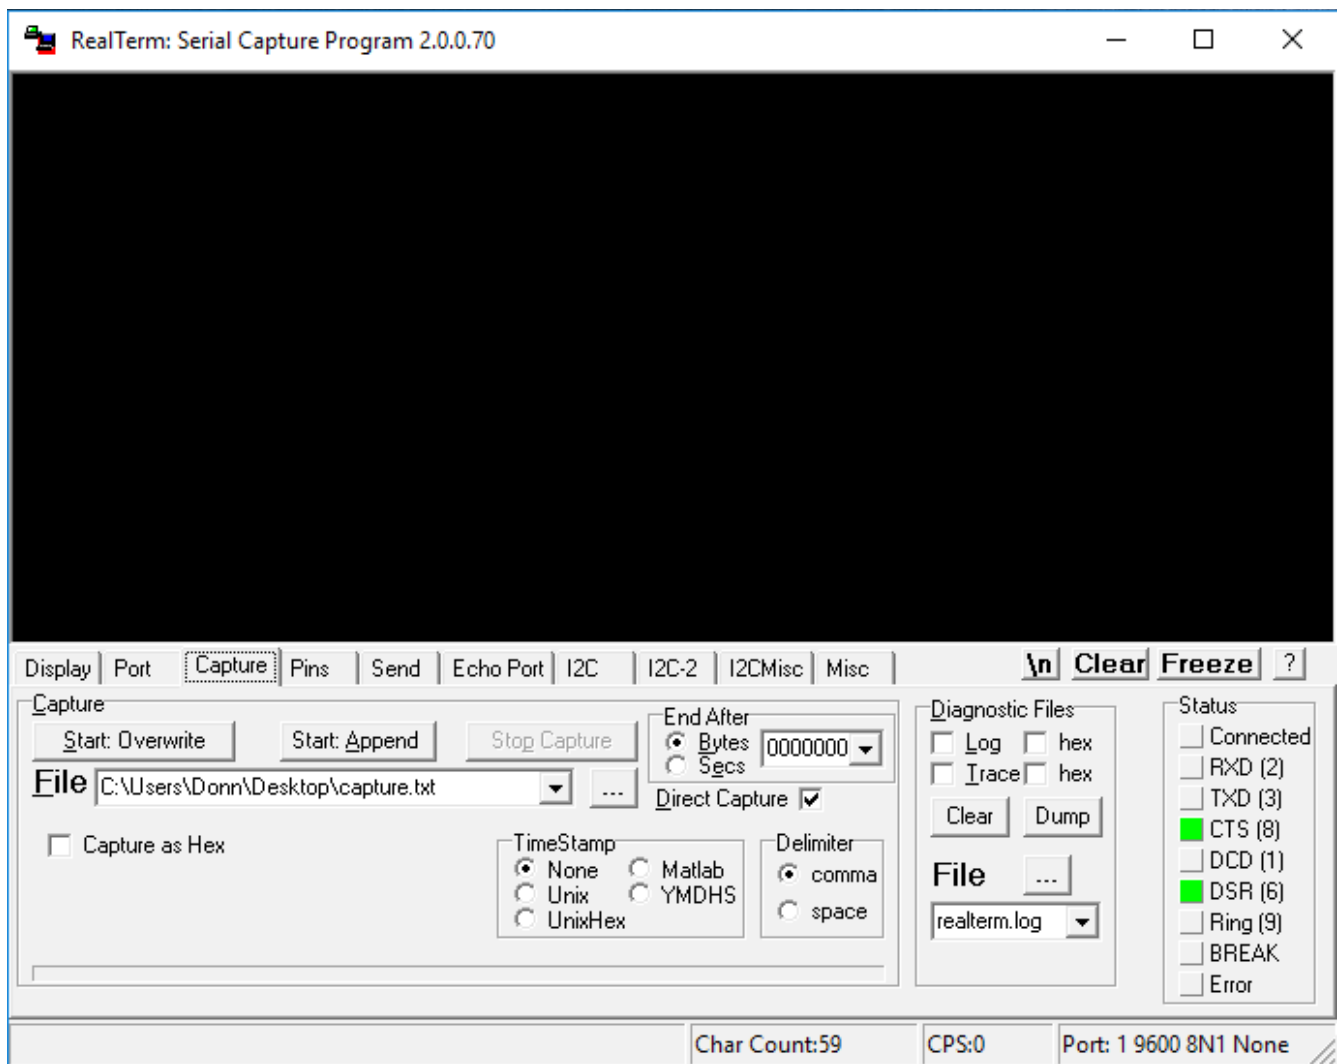 RealTerm: Serial Capture Program 2.0.0.70
Display Port Capture Pins Send Echo Port I2C I2C-2 I2CMisc Misc \n Clear Freeze ?
Capture
Start: Overwrite Start: Append Stop Capture
End After
Bytes
Secs
0000000
File C:\Users\Donn\Desktop\capture.txt ...
Direct Capture
Capture as Hex
TimeStamp
None Matlab
Unix YMDHS
UnixHex
Delimiter
comma
space
Diagnostic Files
Log hex
Trace hex
Clear Dump
File ...
realterm.log
Status
Connected
RXD (2)
TXD (3)
CTS (8)
DCD (1)
DSR (6)
Ring (9)
BREAK
Error
Char Count:59 CPS:0 Port: 1 9600 8N1 None